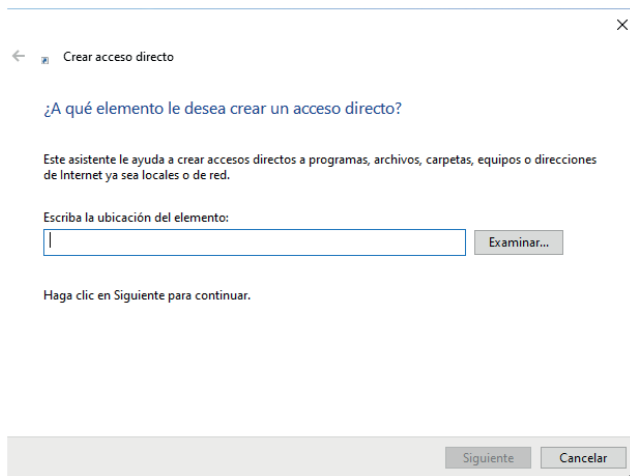 Crear acceso directo
¿A qué elemento le desea crear un acceso directo?
Este asistente le ayuda a crear accesos directos a programas, archivos, carpetas, equipos o direcciones
de Internet ya sea locales o de red.
Escriba la ubicación del elemento:
Examinar...
Haga clic en Siguiente para continuar.
Siguiente
Cancelar